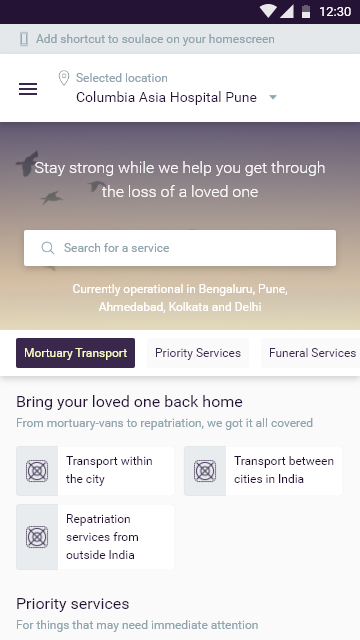 12:30
Add shortcut to soulace on your homescreen
Selected location
Columbia Asia Hospital Pune
Stay strong while we help you get through
the loss of a loved one
Search for a service
Currently operational in Bengaluru, Pune,
Ahmedabad, Kolkata and Delhi
Mortuary Transport
Priority Services
Funeral Services
Bring your loved one back home
From mortuary-vans to repatriation, we got it all covered
Transport within
the city
Transport between
cities in India
Repatriation
services from
outside India
Priority services
For things that may need immediate attention